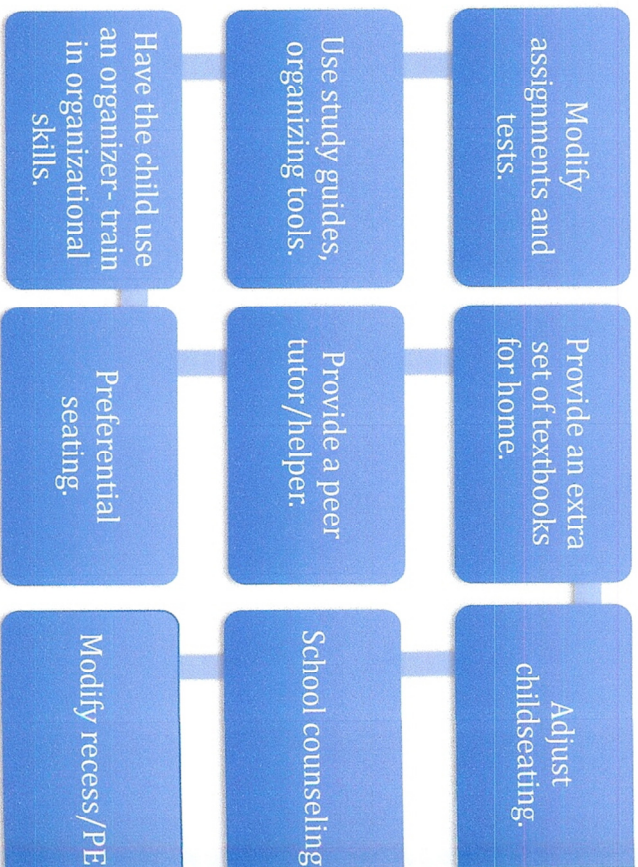 Modify
assignments and
tests.
Use study guides,
organizing tools.
Have the child use
an organizer- train
in organizational
skills.
Preferential
seating.
Provide a peer
tutor/helper.
Provide an extra
set of textbooks
for home.
Adjust
childseating.
School counseling
Modify recess/PE